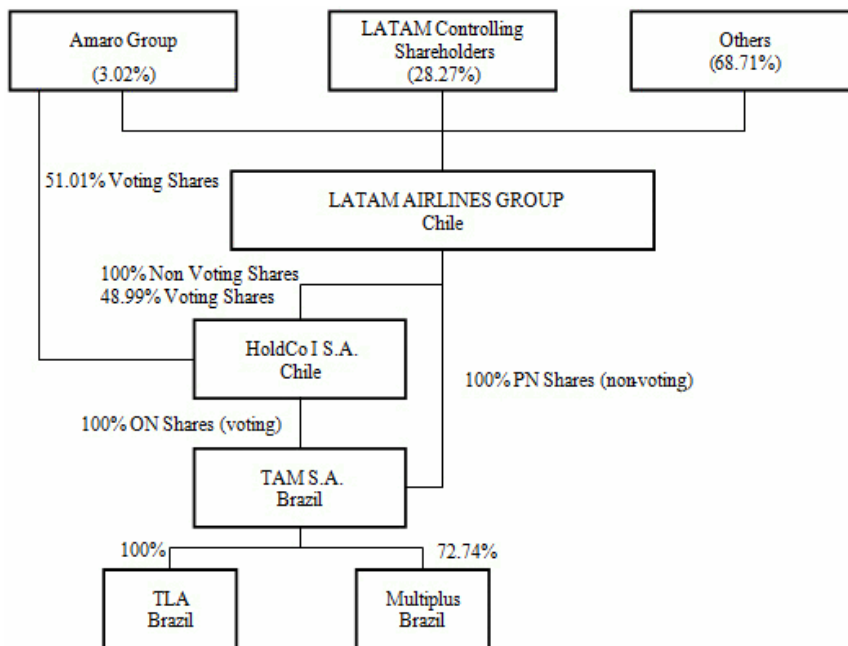 Amaro Group
(3.02%)
LATAM Controlling
Shareholders
(28.27%)
Others
(68.71%)
51.01% Voting Shares
LATAM AIRLINES GROUP
Chile
100% Non Voting Shares
48.99% Voting Shares
HoldCo I S.A.
Chile
100% PN Shares (non-voting)
100% ON Shares (voting)
TAM S.A.
Brazil
100%
72.74%
TLA
Brazil
Multiplus
Brazil